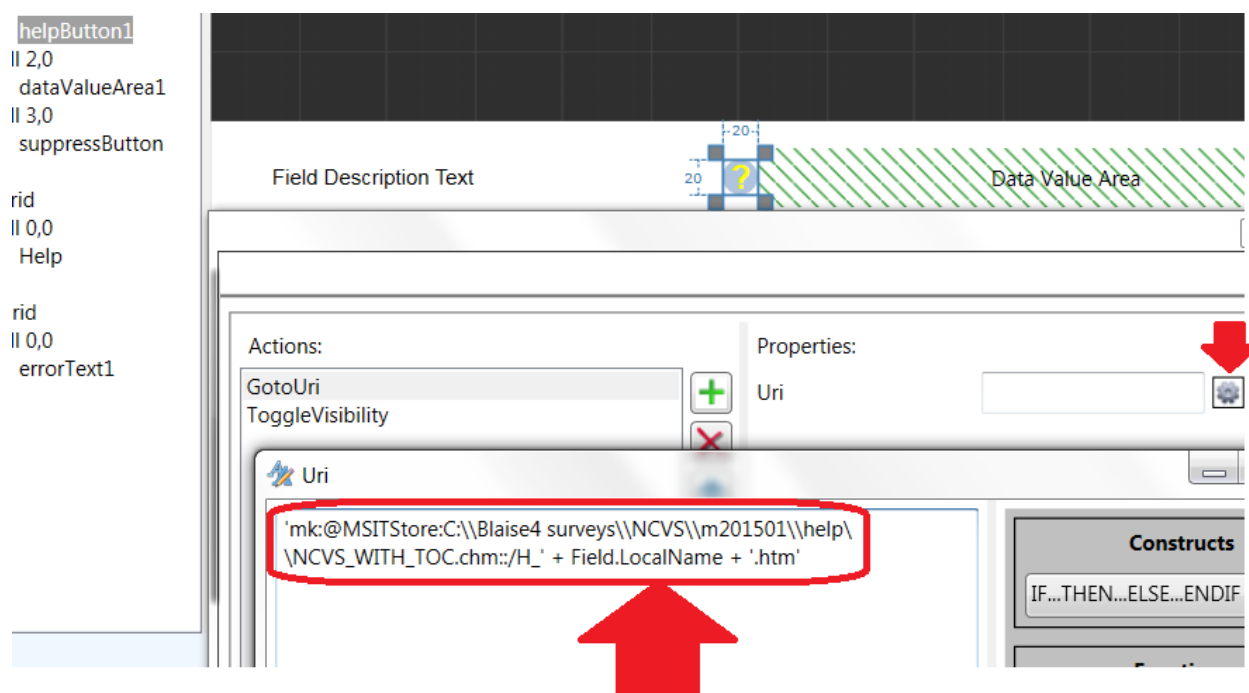 helpButton1
ll 2,0
dataValueArea1
ll 3,0
suppressButton
rid
ll 0,0
Help
rid
ll 0,0
errorText1
20
Field Description Text
20
?
Data Value Area
Actions:
GotoUri
ToggleVisibility
Properties:
Uri
Uri
'mk:@MSITStore:C:\\Blaise4 surveys\\NCVS\\m201501\\help\
\NCVS_WITH_TOC.chm::/H_' + Field.LocalName + '.htm'
Constructs
IF...THEN...ELSE...ENDIF